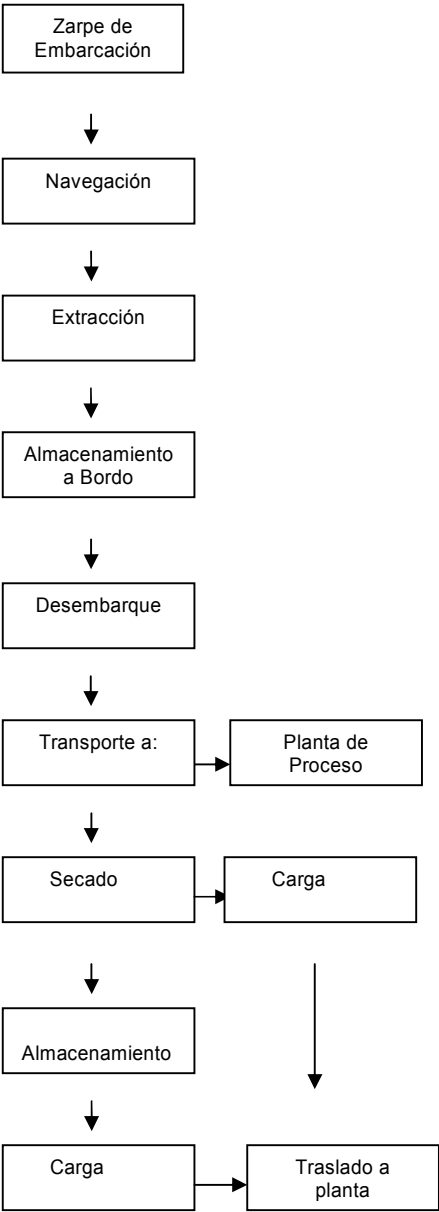 Zarpe de
Embarcación
Navegación
Extracción
Almacenamiento
a Bordo
Desembarque
Transporte a:
Planta de
Proceso
Secado
Carga
Almacenamiento
Carga
Traslado a
planta